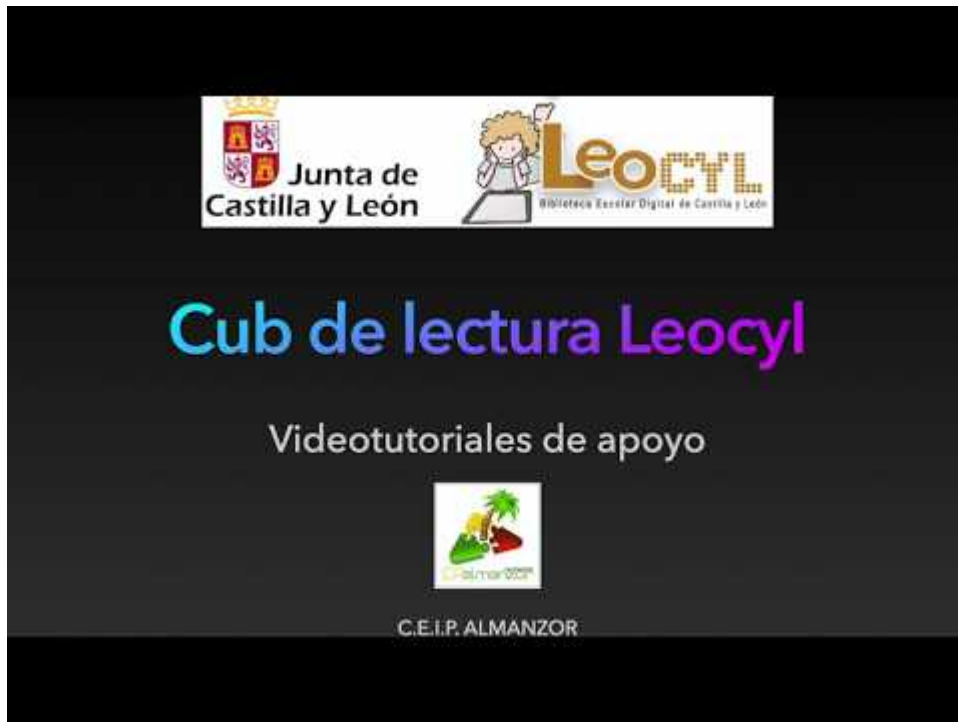 Junta de
Castilla y León
LeoCYL
Biblioteca Escolar Digital de Castilla y León
Cub de lectura Leocyl
Videotutoriales de apoyo
CPalmanzor
C.E.I.P. ALMANZOR